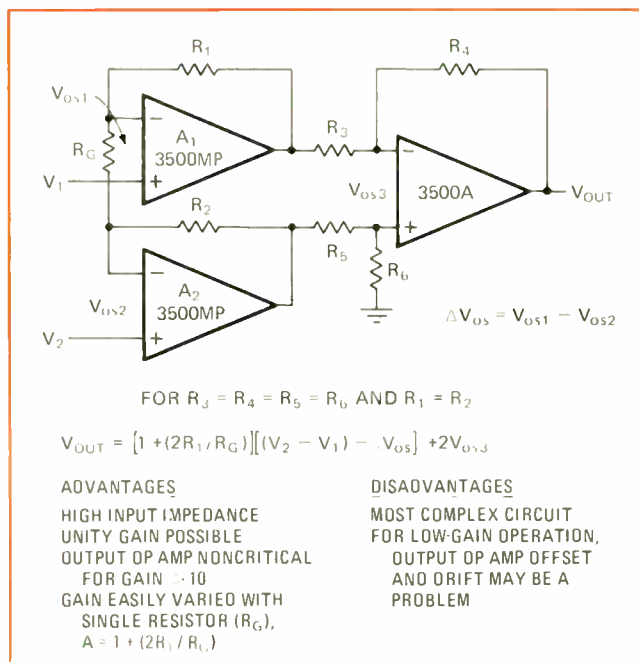 R1
R4
Vos1
A1
3500MP
R3
RG
V1
Vos3
3500A
VOUT
R2
R5
R6
A2
3500MP
Vos2
V2
ΔVos = Vos1 − Vos2
FOR R3 = R4 = R5 = R6 AND R1 = R2
VOUT = [1 + (2R1/RG)][(V2 − V1) − Vos] + 2Vos3
ADVANTAGES
HIGH INPUT IMPEDANCE
UNITY GAIN POSSIBLE
OUTPUT OP AMP NONCRITICAL
FOR GAIN > 10
GAIN EASILY VARIED WITH
SINGLE RESISTOR (RG),
A = 1 + (2R1/RG)
DISADVANTAGES
MOST COMPLEX CIRCUIT
FOR LOW-GAIN OPERATION,
OUTPUT OP AMP OFFSET
AND DRIFT MAY BE A
PROBLEM